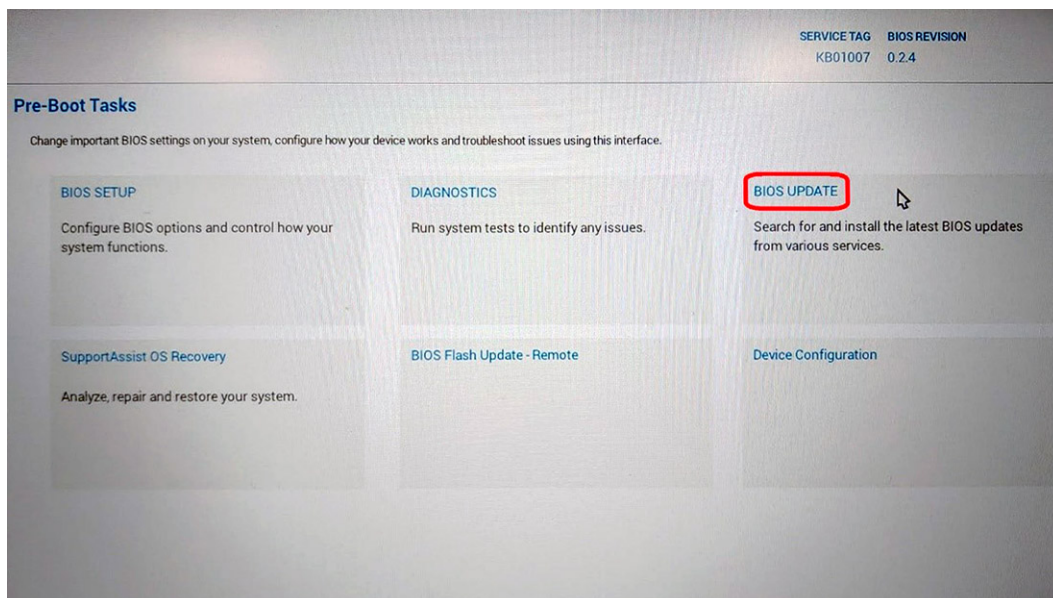 SERVICE TAG BIOS REVISION
KB01007 0.2.4
Pre-Boot Tasks
Change important BIOS settings on your system, configure how your device works and troubleshoot issues using this interface.
BIOS SETUP
Configure BIOS options and control how your
system functions.
DIAGNOSTICS
Run system tests to identify any issues.
BIOS UPDATE
Search for and install the latest BIOS updates
from various services.
SupportAssist OS Recovery
Analyze, repair and restore your system.
BIOS Flash Update - Remote
Device Configuration